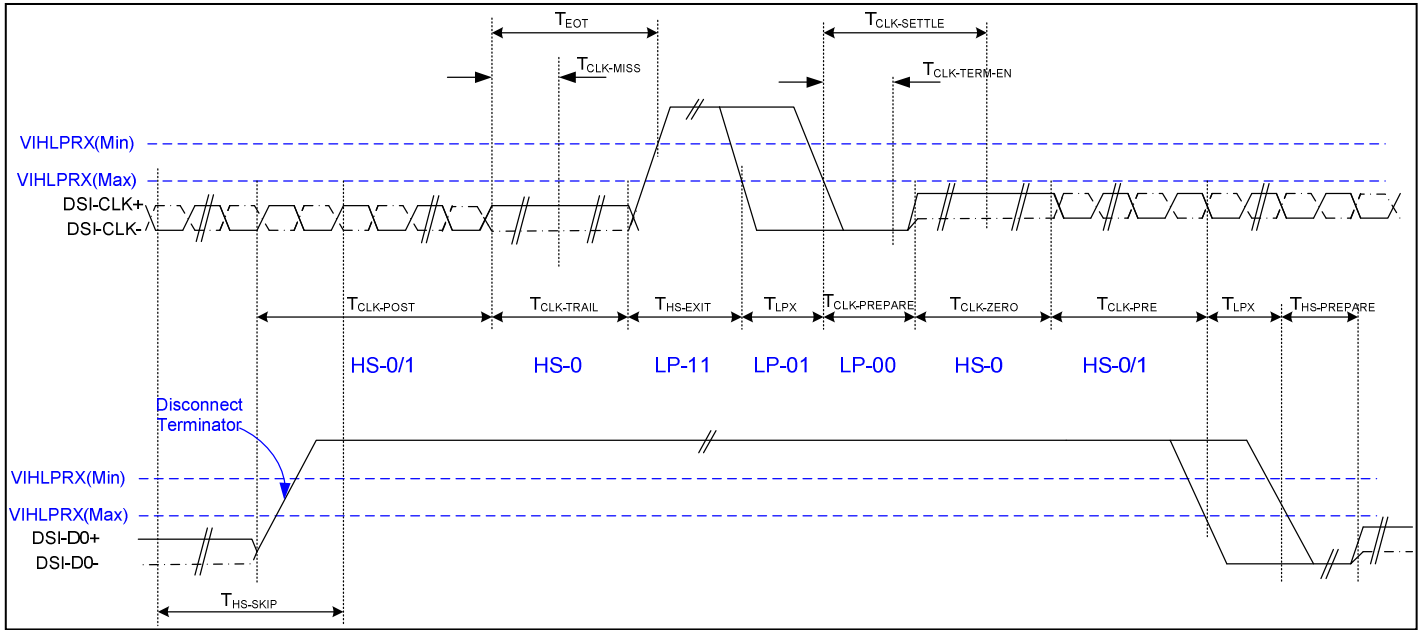 TEOT
TCLK-SETTLE
TCLK-MISS
TCLK-TERM-EN
VIHLPRX(Min)
VIHLPRX(Max)
DSI-CLK+
DSI-CLK-
TCLK-POST
TCLK-TRAIL
THS-EXIT
TLPX
TCLK-PREPARE
TCLK-ZERO
TCLK-PRE
TLPX
THS-PREPARE
HS-0/1
HS-0
LP-11
LP-01
LP-00
HS-0
HS-0/1
Disconnect
Terminator
VIHLPRX(Min)
VIHLPRX(Max)
DSI-D0+
DSI-D0-
THS-SKIP